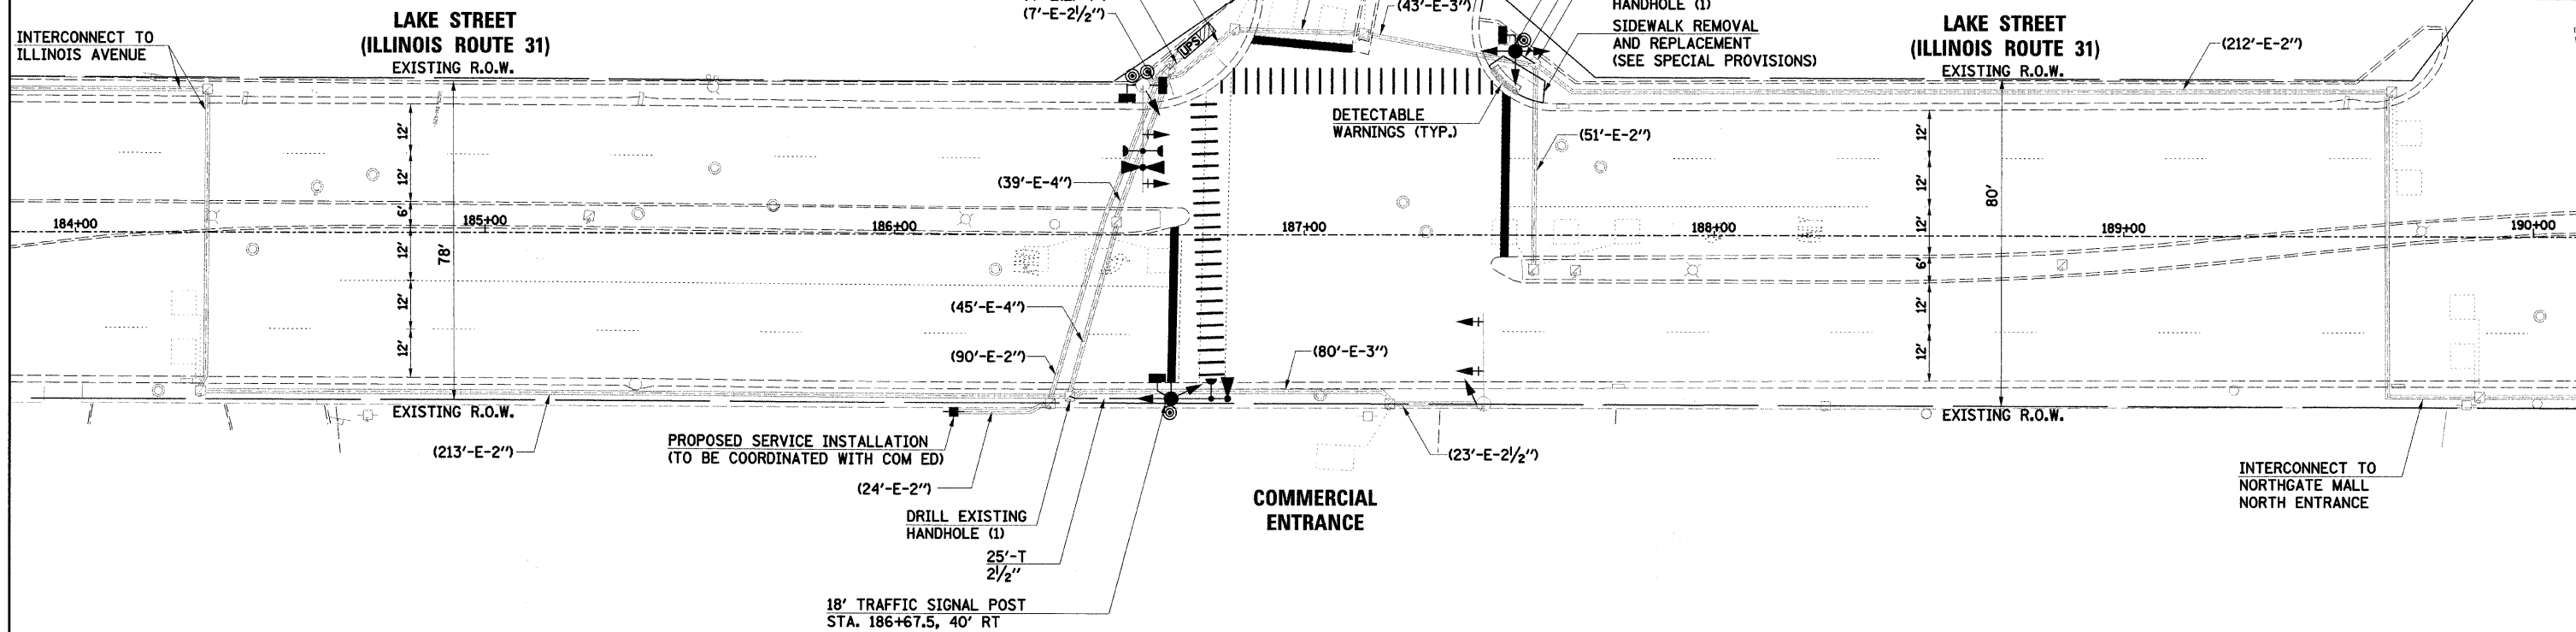 LAKE STREET
(ILLINOIS ROUTE 31)
EXISTING R.O.W.
INTERCONNECT TO
ILLINOIS AVENUE
(7'-E-2½")
UPS
(43'-E-3")
HANDHOLE (1)
SIDEWALK REMOVAL
AND REPLACEMENT
(SEE SPECIAL PROVISIONS)
LAKE STREET
(ILLINOIS ROUTE 31)
EXISTING R.O.W.
(212'-E-2")
DETECTABLE
WARNINGS (TYP.)
(51'-E-2")
12'
12'
6'
12'
12'
12'
78'
(39'-E-4")
12'
12'
12'
6'
12'
12'
80'
184+00
185+00
186+00
187+00
188+00
189+00
190+00
(45'-E-4")
(90'-E-2")
(80'-E-3")
EXISTING R.O.W.
EXISTING R.O.W.
(213'-E-2")
PROPOSED SERVICE INSTALLATION
(TO BE COORDINATED WITH COM ED)
(24'-E-2")
(23'-E-2½")
DRILL EXISTING
HANDHOLE (1)
25'-T
2½"
18' TRAFFIC SIGNAL POST
STA. 186+67.5, 40' RT
COMMERCIAL
ENTRANCE
INTERCONNECT TO
NORTHGATE MALL
NORTH ENTRANCE